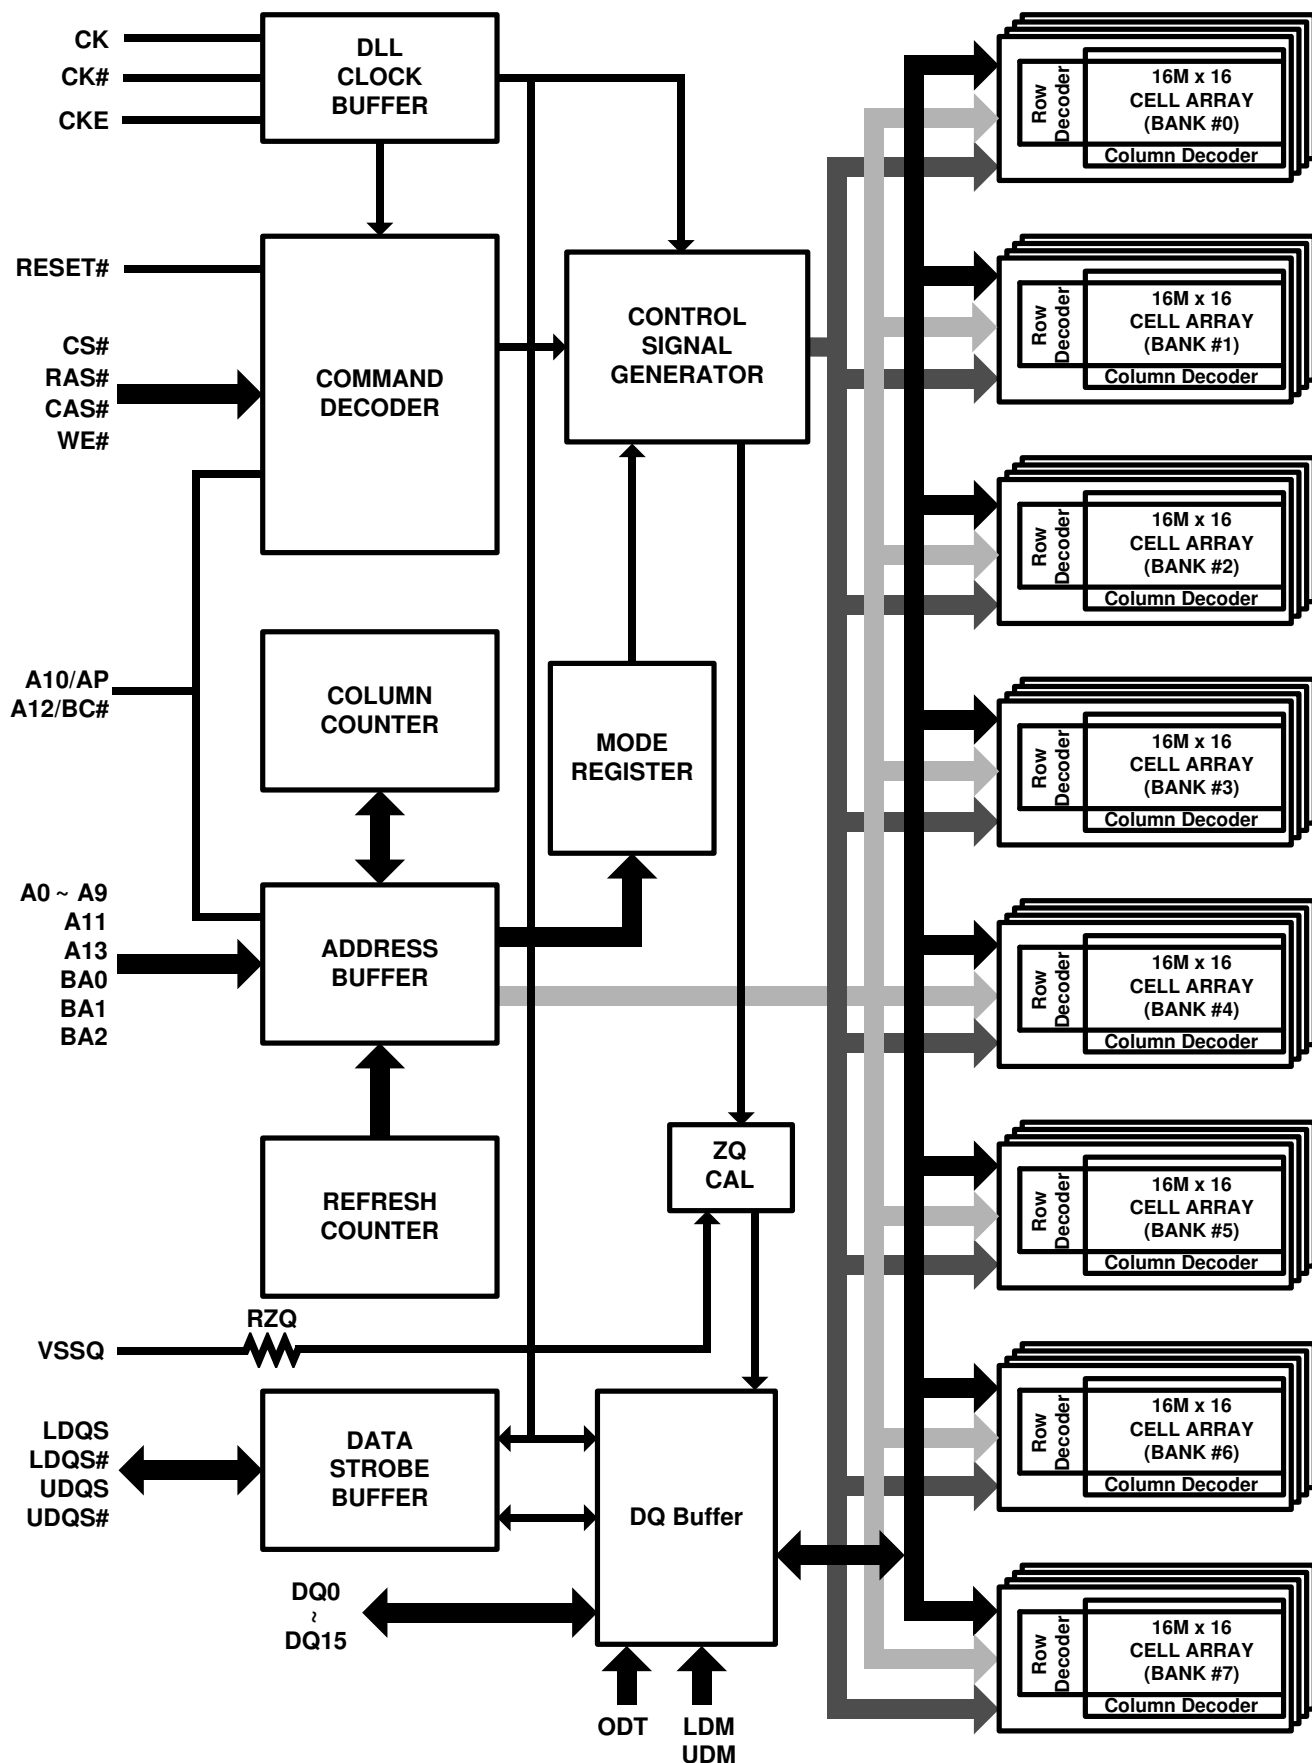 CK
CK#
CKE
DLL
CLOCK
BUFFER
RESET#
CS#
RAS#
CAS#
WE#
COMMAND
DECODER
CONTROL
SIGNAL
GENERATOR
A10/AP
A12/BC#
COLUMN
COUNTER
MODE
REGISTER
A0 ~ A9
A11
A13
BA0
BA1
BA2
ADDRESS
BUFFER
REFRESH
COUNTER
ZQ
CAL
RZQ
VSSQ
LDQS
LDQS#
UDQS
UDQS#
DATA
STROBE
BUFFER
DQ Buffer
DQ0
~
DQ15
ODT
LDM
UDM
Row
Decoder
16M x 16
CELL ARRAY
(BANK #0)
Column Decoder
Row
Decoder
16M x 16
CELL ARRAY
(BANK #1)
Column Decoder
Row
Decoder
16M x 16
CELL ARRAY
(BANK #2)
Column Decoder
Row
Decoder
16M x 16
CELL ARRAY
(BANK #3)
Column Decoder
Row
Decoder
16M x 16
CELL ARRAY
(BANK #4)
Column Decoder
Row
Decoder
16M x 16
CELL ARRAY
(BANK #5)
Column Decoder
Row
Decoder
16M x 16
CELL ARRAY
(BANK #6)
Column Decoder
Row
Decoder
16M x 16
CELL ARRAY
(BANK #7)
Column Decoder